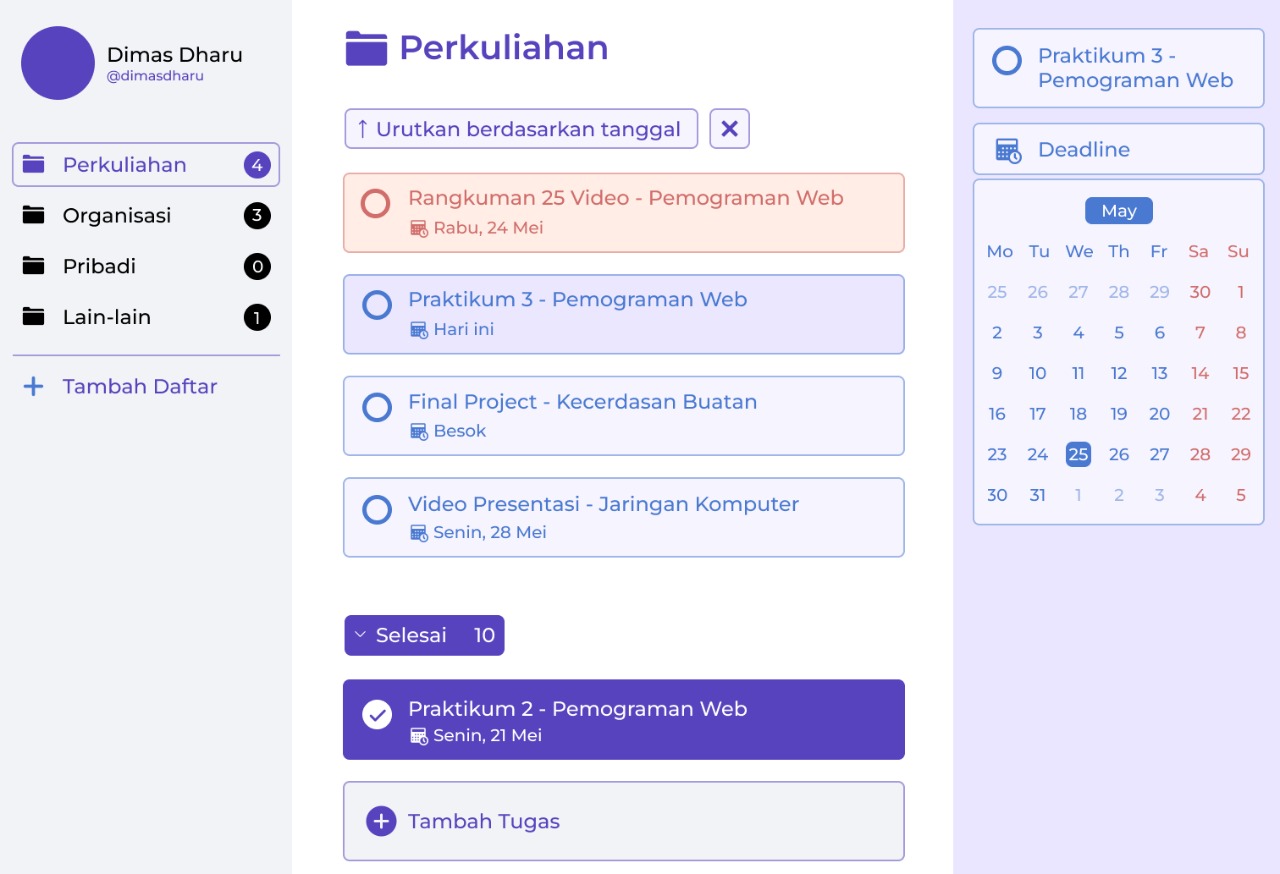 Dimas Dharu
@dimasdharu
Perkuliahan 4
Organisasi 3
Pribadi 0
Lain-lain 1
Tambah Daftar
Perkuliahan
↑ Urutkan berdasarkan tanggal
Rangkuman 25 Video - Pemograman Web
Rabu, 24 Mei
Praktikum 3 - Pemograman Web
Hari ini
Final Project - Kecerdasan Buatan
Besok
Video Presentasi - Jaringan Komputer
Senin, 28 Mei
Selesai 10
Praktikum 2 - Pemograman Web
Senin, 21 Mei
Tambah Tugas
Praktikum 3 -
Pemograman Web
Deadline
May
Mo Tu We Th Fr Sa Su
25 26 27 28 29 30 1
2 3 4 5 6 7 8
9 10 11 12 13 14 15
16 17 18 19 20 21 22
23 24 25 26 27 28 29
30 31 1 2 3 4 5